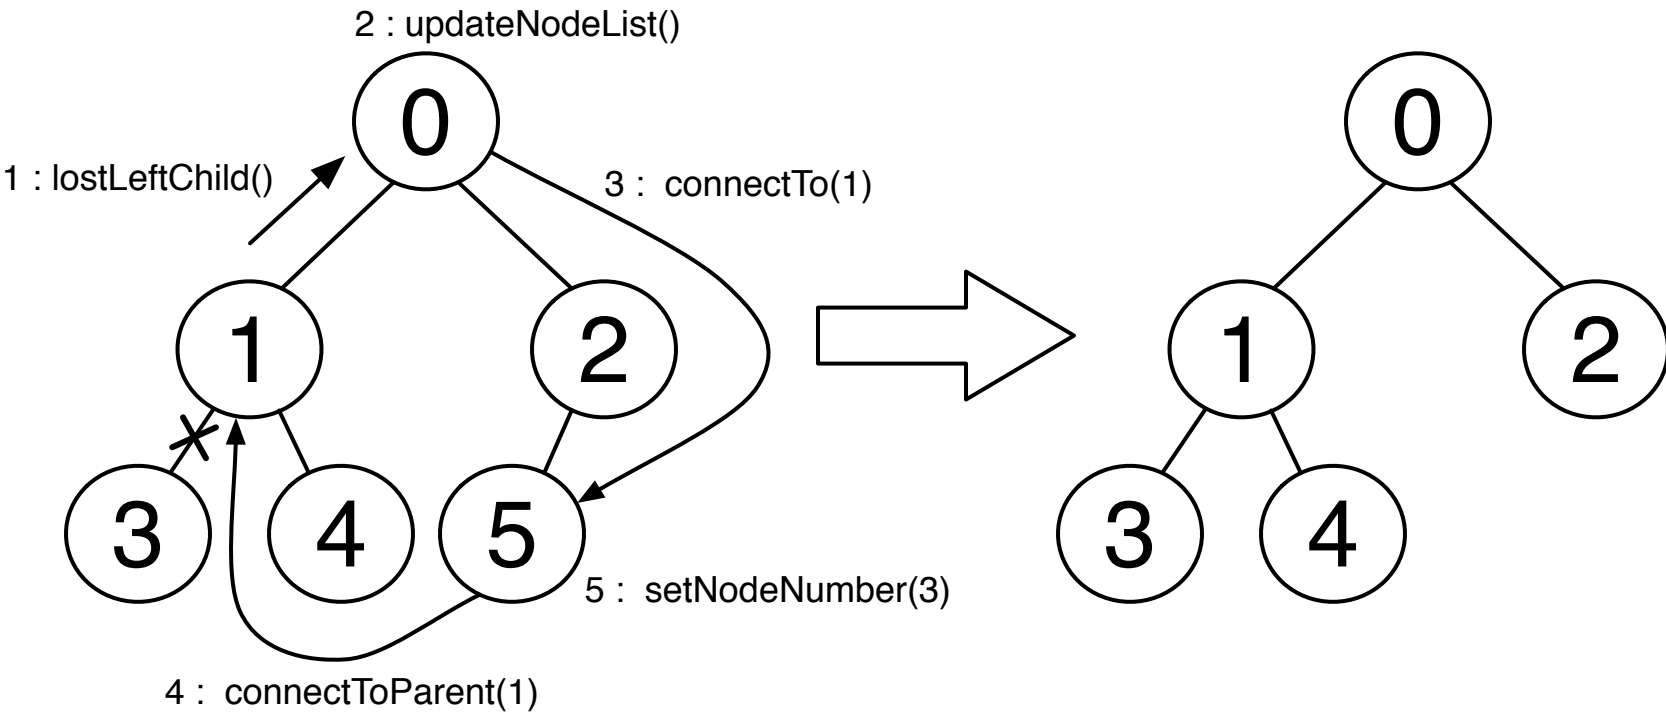 2 : updateNodeList()
0
0
1 : lostLeftChild()
3 : connectTo(1)
1
2
1
2
3
4
5
3
4
5 : setNodeNumber(3)
4 : connectToParent(1)